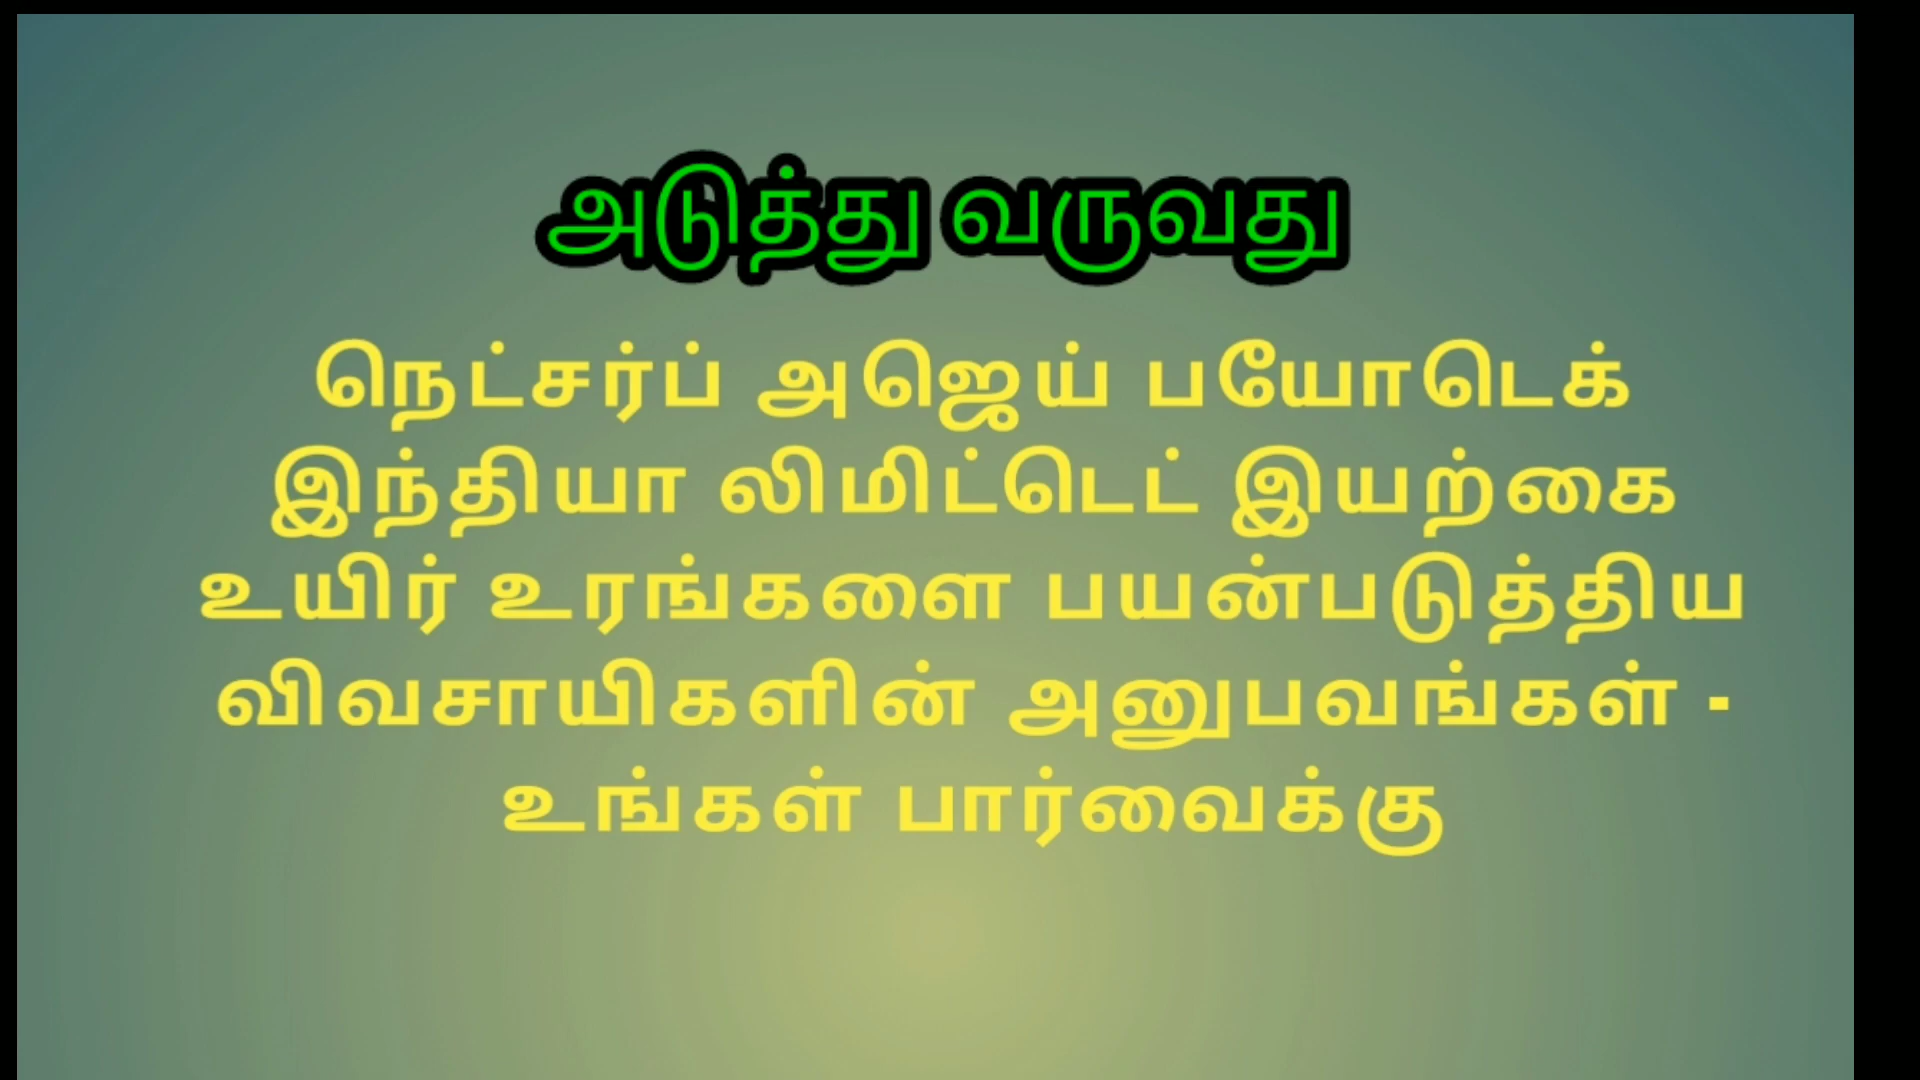 அடுத்து வருவது
நெட்சர்ப் அஜெய் பயோடெக்
இந்தியா லிமிட்டெட் இயற்கை
உயிர் உரங்களை பயன்படுத்திய
விவசாயிகளின் அனுபவங்கள் -
உங்கள் பார்வைக்கு